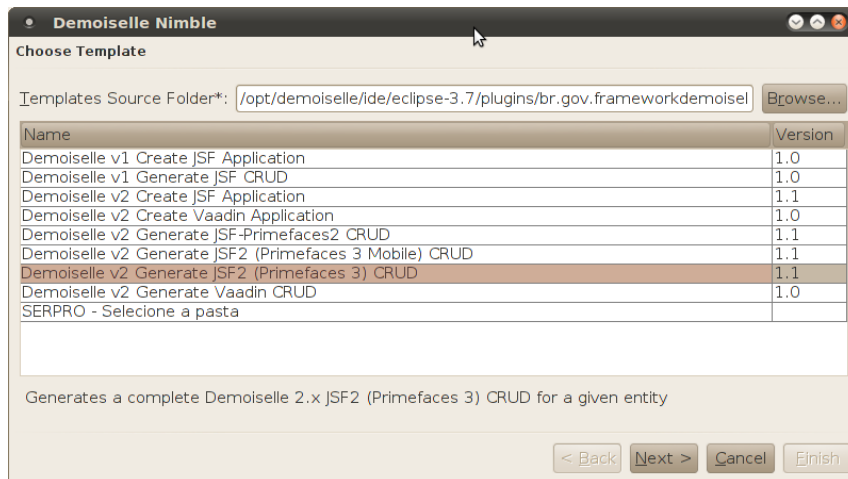 Demoiselle Nimble
Choose Template
Templates Source Folder*: /opt/demoiselle/ide/eclipse-3.7/plugins/br.gov.frameworkdemoisel Browse...
Name Version
Demoiselle v1 Create JSF Application 1.0
Demoiselle v1 Generate JSF CRUD 1.0
Demoiselle v2 Create JSF Application 1.1
Demoiselle v2 Create Vaadin Application 1.0
Demoiselle v2 Generate JSF-Primefaces2 CRUD 1.1
Demoiselle v2 Generate JSF2 (Primefaces 3 Mobile) CRUD 1.1
Demoiselle v2 Generate JSF2 (Primefaces 3) CRUD 1.1
Demoiselle v2 Generate Vaadin CRUD 1.0
SERPRO - Selecione a pasta
Generates a complete Demoiselle 2.x JSF2 (Primefaces 3) CRUD for a given entity
< Back Next > Cancel Finish